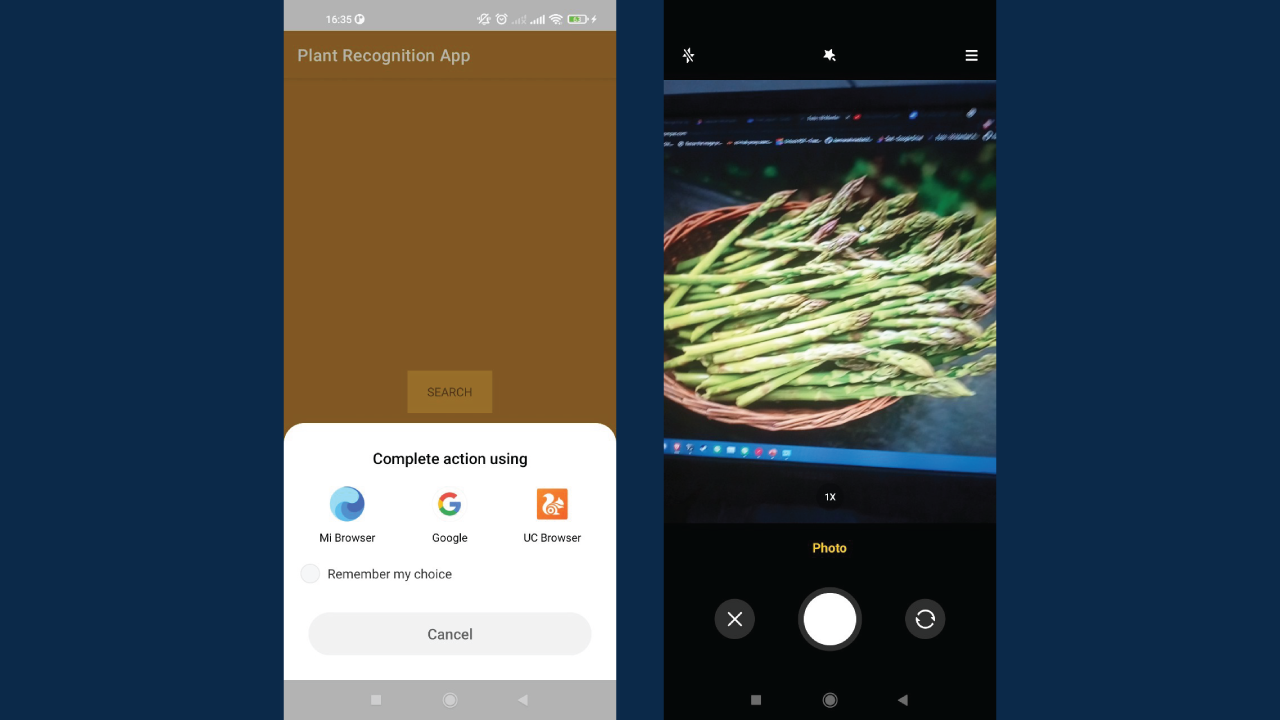 16:35
Plant Recognition App
SEARCH
Complete action using
Mi Browser
Google
UC Browser
Remember my choice
Cancel
1X
Photo